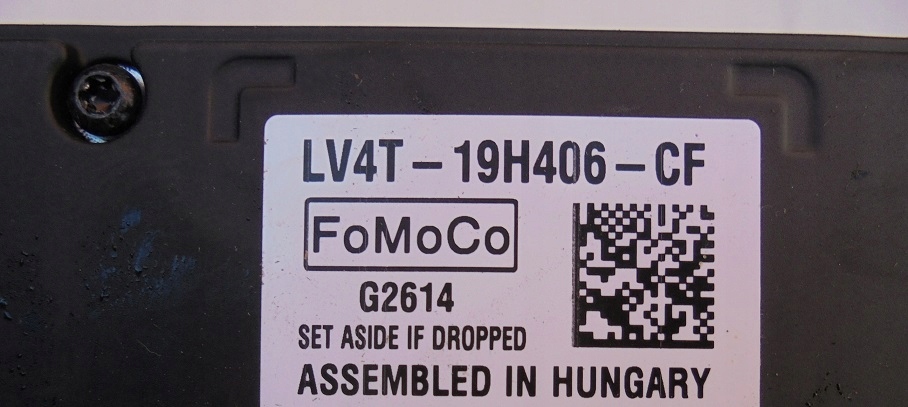 LV4T-19H406-CF
FoMoCo
G2614
SET ASIDE IF DROPPED
ASSEMBLED IN HUNGARY